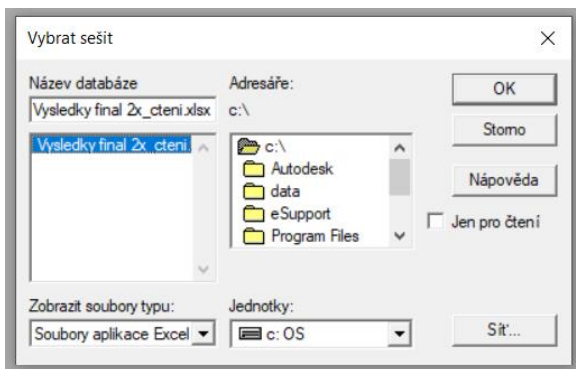 Vybrat sešit
Název databáze
Vysledky final 2x_cteni.xlsx
Vysledky final 2x_cteni.
Zobrazit soubory typu:
Soubory aplikace Excel
Adresáře:
c:\
c:\
Autodesk
data
eSupport
Program Files
Jednotky:
c: OS
OK
Storno
Nápověda
Jen pro čtení
Síť...